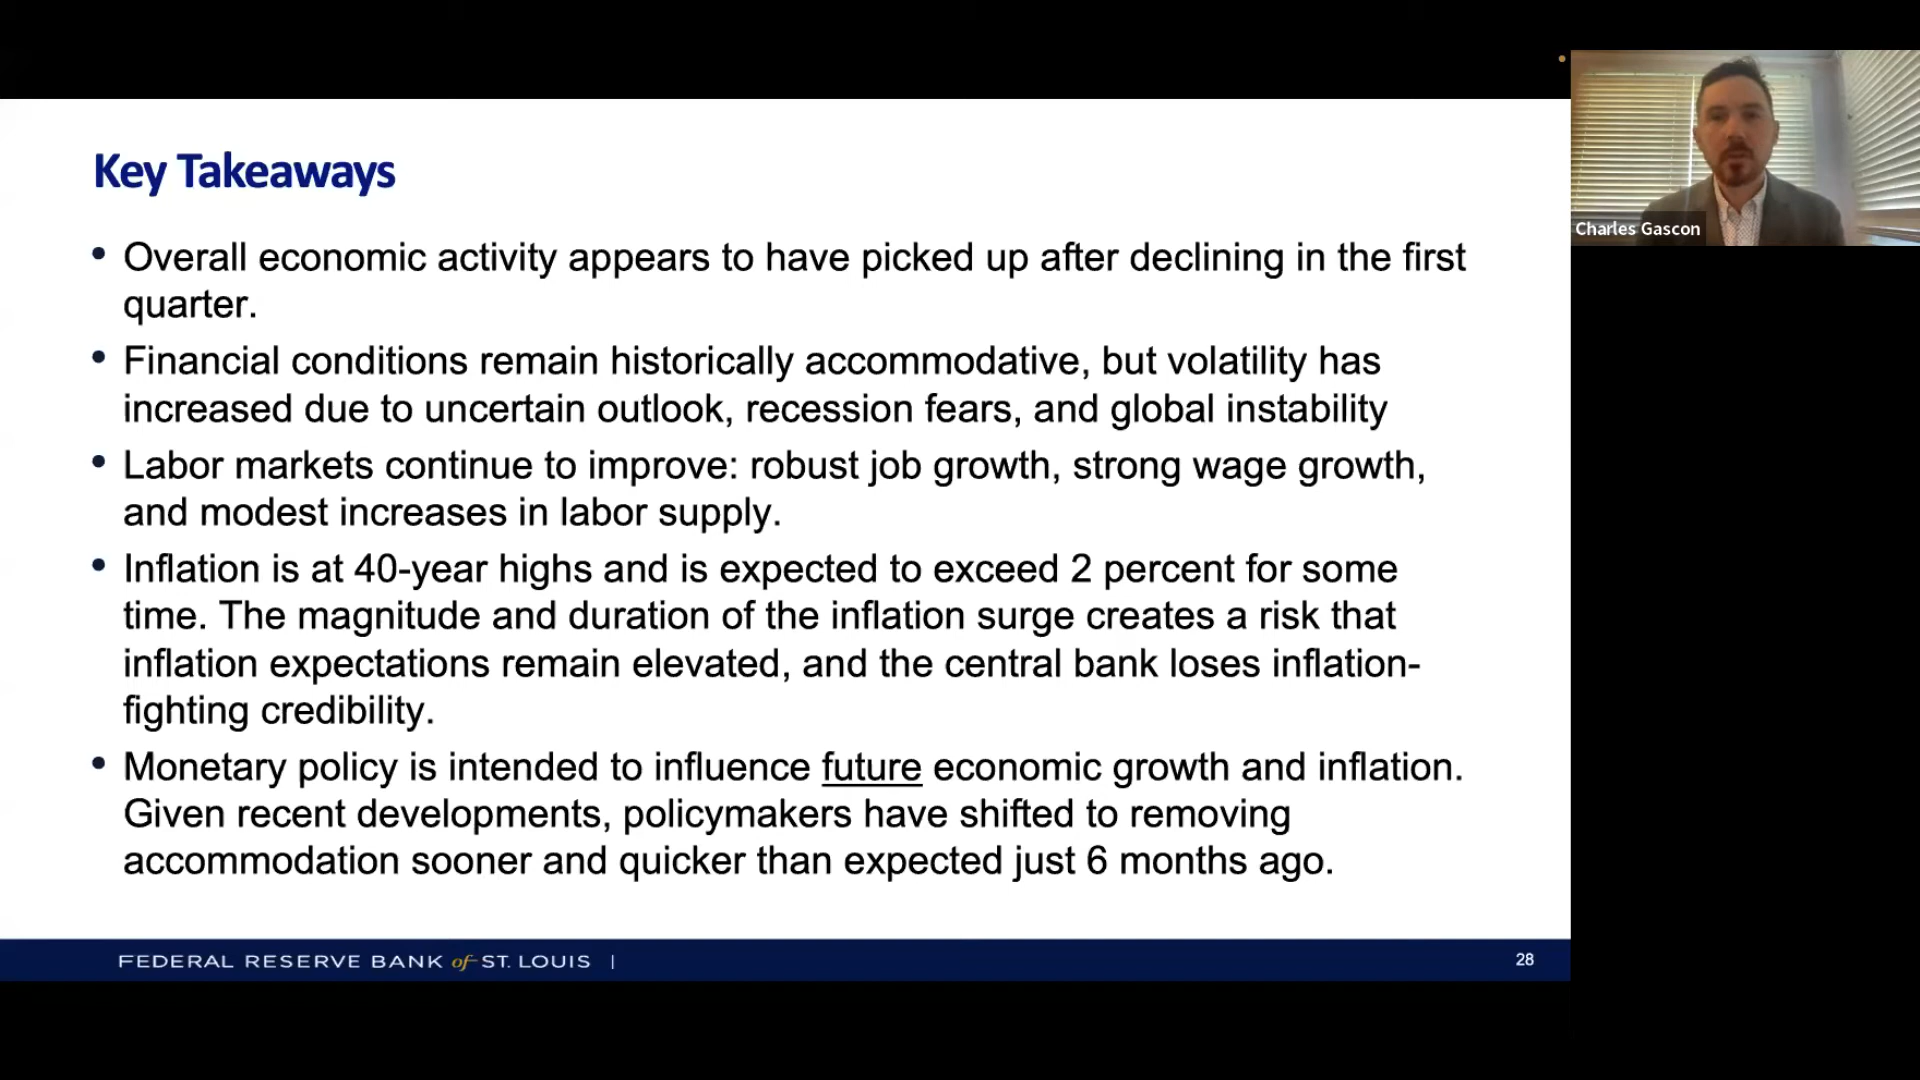 Key Takeaways
• Overall economic activity appears to have picked up after declining in the first
quarter.
• Financial conditions remain historically accommodative, but volatility has
increased due to uncertain outlook, recession fears, and global instability
• Labor markets continue to improve: robust job growth, strong wage growth,
and modest increases in labor supply.
• Inflation is at 40-year highs and is expected to exceed 2 percent for some
time. The magnitude and duration of the inflation surge creates a risk that
inflation expectations remain elevated, and the central bank loses inflation-
fighting credibility.
• Monetary policy is intended to influence future economic growth and inflation.
Given recent developments, policymakers have shifted to removing
accommodation sooner and quicker than expected just 6 months ago.
FEDERAL RESERVE BANK of ST. LOUIS |
28
Charles Gascon